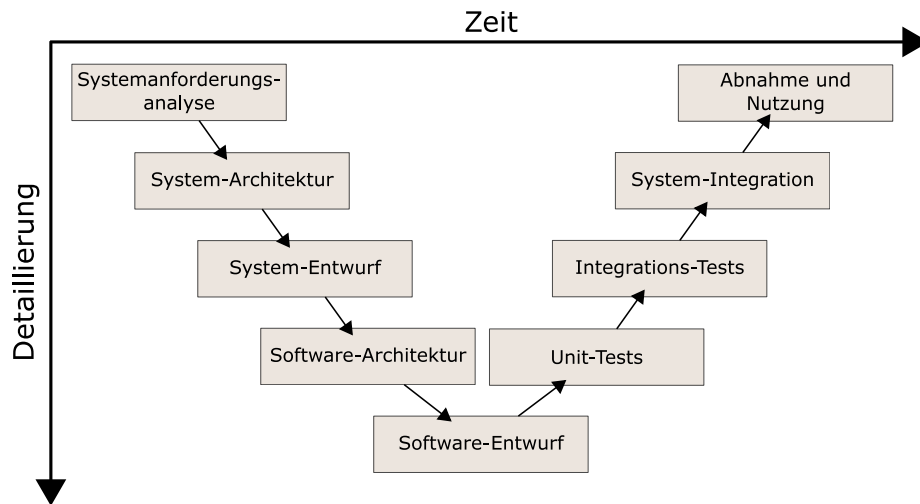 Zeit
Detaillierung
Systemanforderungs-
analyse
System-Architektur
System-Entwurf
Software-Architektur
Software-Entwurf
Unit-Tests
Integrations-Tests
System-Integration
Abnahme und
Nutzung